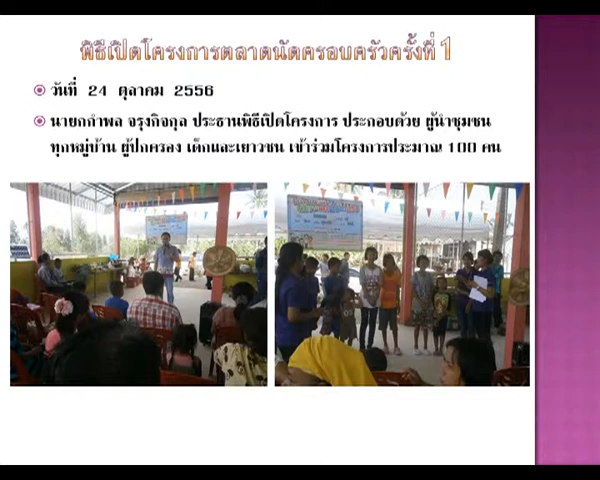 พิธีเปิดโครงการตลาดนัดครอบครัวครั้งที่ 1
วันที่ 24 ตุลาคม 2556
นายกกำพล จรุงกิจกุล ประธานพิธีเปิดโครงการ ประกอบด้วย ผู้นำชุมชน
ทุกหมู่บ้าน ผู้ปกครอง เด็กและเยาวชน เข้าร่วมโครงการประมาณ 100 คน